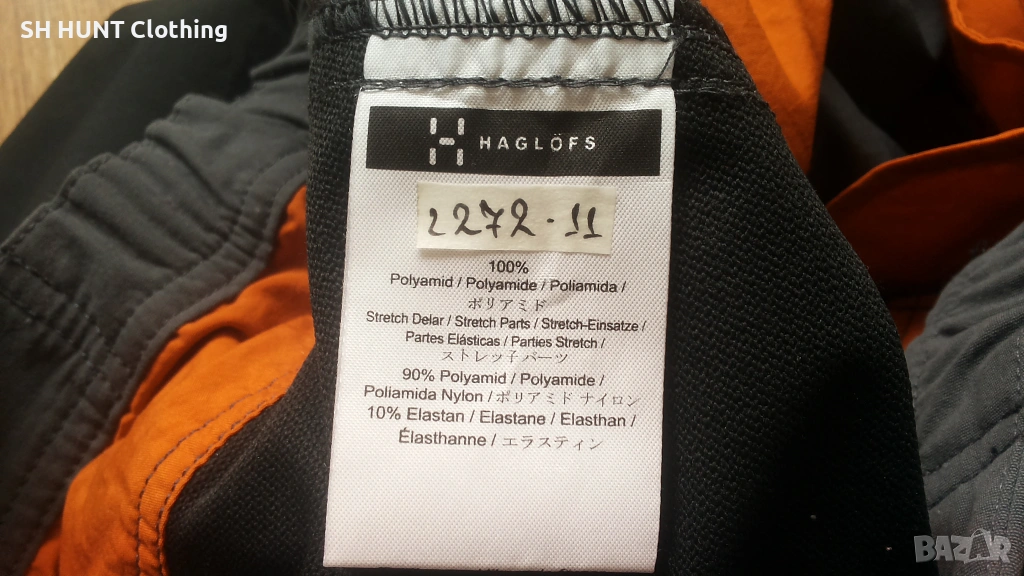 SH HUNT Clothing
HAGLÖFS
2272-11
100%
Polyamid / Polyamide / Poliamida /
ポリアミド
Stretch Delar / Stretch Parts / Stretch-Einsatze /
Partes Elásticas / Parties Stretch /
ストレッ子パーツ
90% Polyamid / Polyamide /
Poliamida Nylon / ポリアミド ナイロン
10% Elastan / Elastane / Elasthan /
Élasthanne / エラスティン
BAZAR